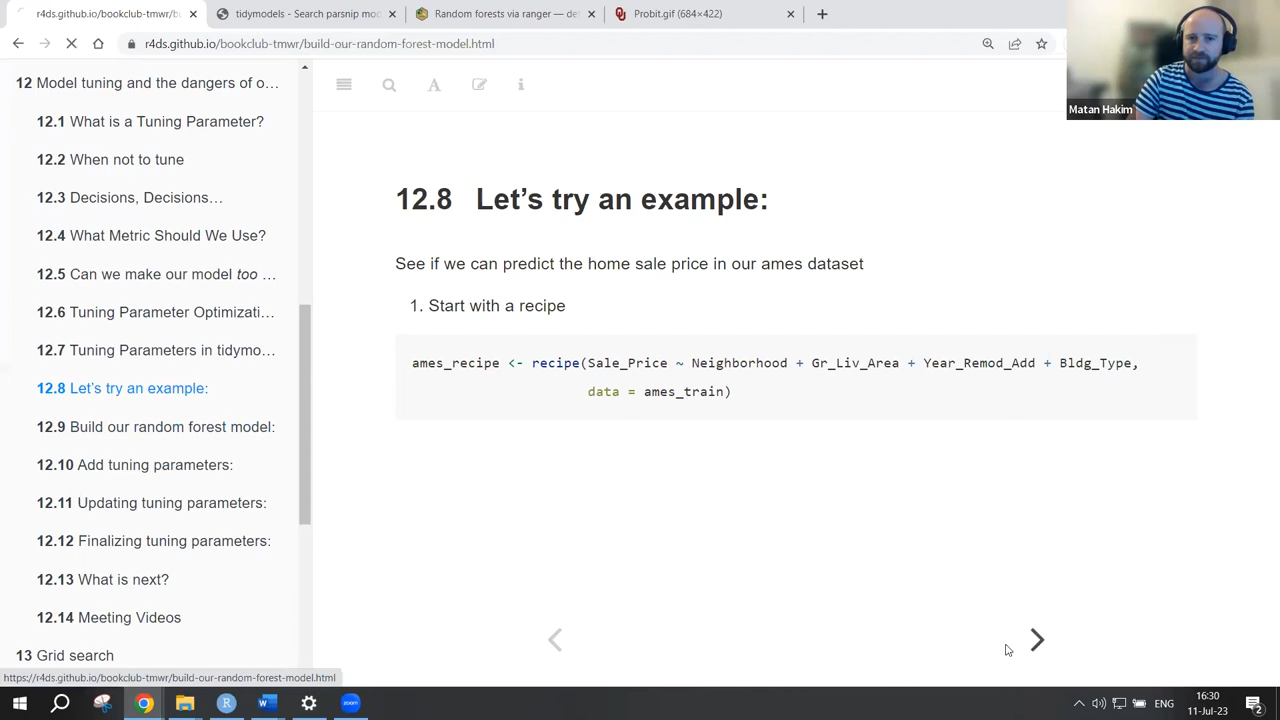 r4ds.github.io/bookclub-tmwr/bu
tidymodels - Search parsnip mod
Random forests via ranger — det
Probit.gif (684×422)
r4ds.github.io/bookclub-tmwr/build-our-random-forest-model.html
Matan Hakim
12 Model tuning and the dangers of o…
12.1 What is a Tuning Parameter?
12.2 When not to tune
12.3 Decisions, Decisions…
12.4 What Metric Should We Use?
12.5 Can we make our model too …
12.6 Tuning Parameter Optimizati…
12.7 Tuning Parameters in tidymo…
12.8 Let’s try an example:
12.9 Build our random forest model:
12.10 Add tuning parameters:
12.11 Updating tuning parameters:
12.12 Finalizing tuning parameters:
12.13 What is next?
12.14 Meeting Videos
13 Grid search
https://r4ds.github.io/bookclub-tmwr/build-our-random-forest-model.html
12.8 Let’s try an example:
See if we can predict the home sale price in our ames dataset
1. Start with a recipe
ames_recipe <- recipe(Sale_Price ~ Neighborhood + Gr_Liv_Area + Year_Remod_Add + Bldg_Type,
data = ames_train)
ENG
16:30
11-Jul-23
2